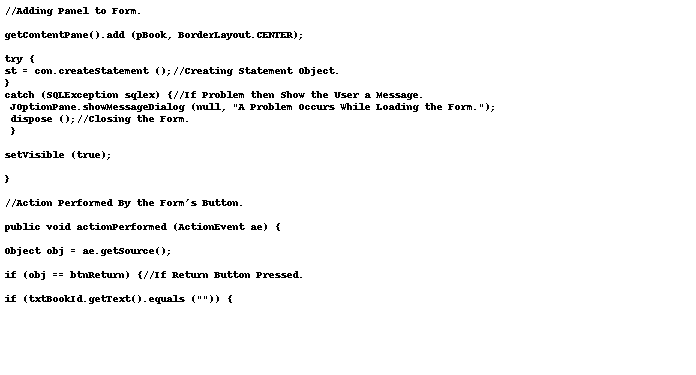 //Adding Panel to Form.
getContentPane().add (pBook, BorderLayout.CENTER);
try {
st = con.createStatement ();//Creating Statement Object.
}
catch (SQLException sqlex) {//If Problem then Show the User a Message.
JOptionPane.showMessageDialog (null, "A Problem Occurs While Loading the Form.");
dispose ();//Closing the Form.
}
setVisible (true);
}
//Action Performed By the Form's Button.
public void actionPerformed (ActionEvent ae) {
Object obj = ae.getSource();
if (obj == btnReturn) {//If Return Button Pressed.
if (txtBookId.getText().equals ("")) {